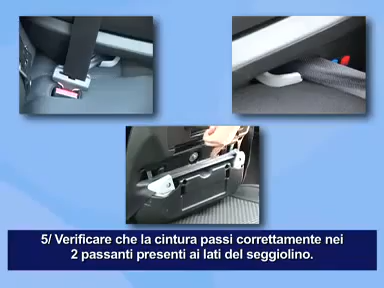 5/ Verificare che la cintura passi correttamente nei
2 passanti presenti ai lati del seggiolino.